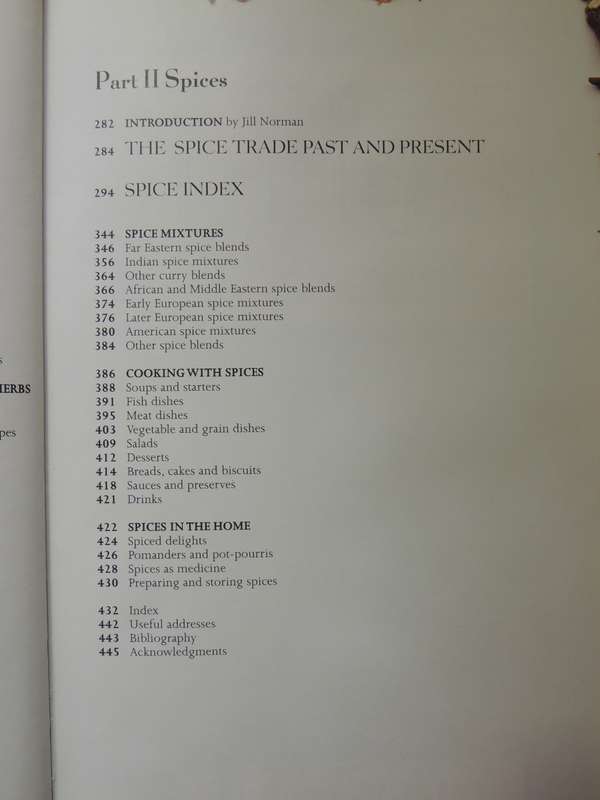 Part II Spices
282 INTRODUCTION by Jill Norman
284 THE SPICE TRADE PAST AND PRESENT
294 SPICE INDEX
344 SPICE MIXTURES
346 Far Eastern spice blends
356 Indian spice mixtures
364 Other curry blends
366 African and Middle Eastern spice blends
374 Early European spice mixtures
376 Later European spice mixtures
380 American spice mixtures
384 Other spice blends
386 COOKING WITH SPICES
388 Soups and starters
391 Fish dishes
395 Meat dishes
403 Vegetable and grain dishes
409 Salads
412 Desserts
414 Breads, cakes and biscuits
418 Sauces and preserves
421 Drinks
422 SPICES IN THE HOME
424 Spiced delights
426 Pomanders and pot-pourris
428 Spices as medicine
430 Preparing and storing spices
432 Index
442 Useful addresses
443 Bibliography
445 Acknowledgments